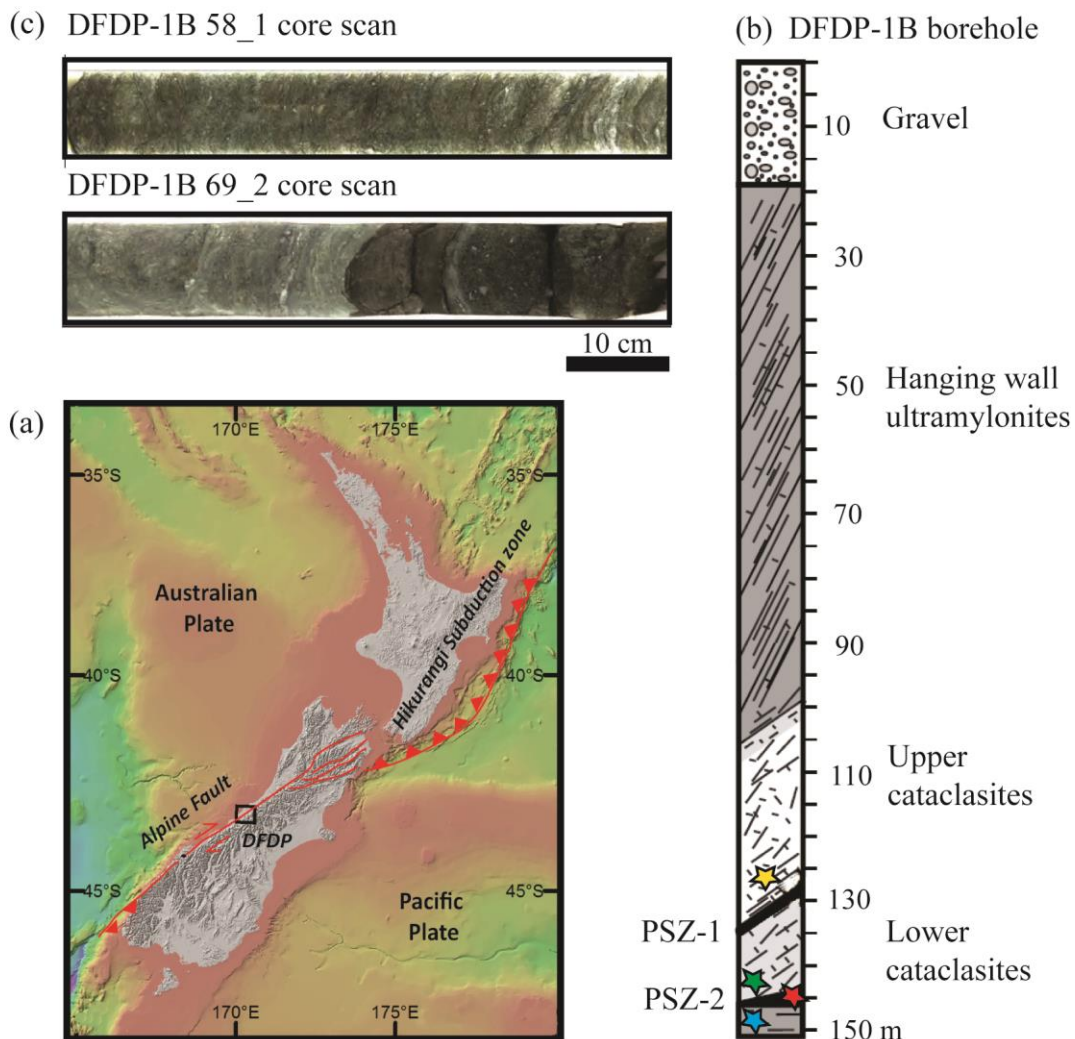 (c) DFDP-1B 58_1 core scan
DFDP-1B 69_2 core scan
10 cm
(a)
170°E 175°E
35°S 35°S
Australian
Plate
Hikurangi Subduction zone
40°S 40°S
Alpine Fault
DFDP
45°S 45°S
Pacific
Plate
170°E 175°E
(b) DFDP-1B borehole
10
Gravel
30
50
Hanging wall
ultramylonites
70
90
110
Upper
cataclasites
130
PSZ-1
Lower
cataclasites
PSZ-2
150 m